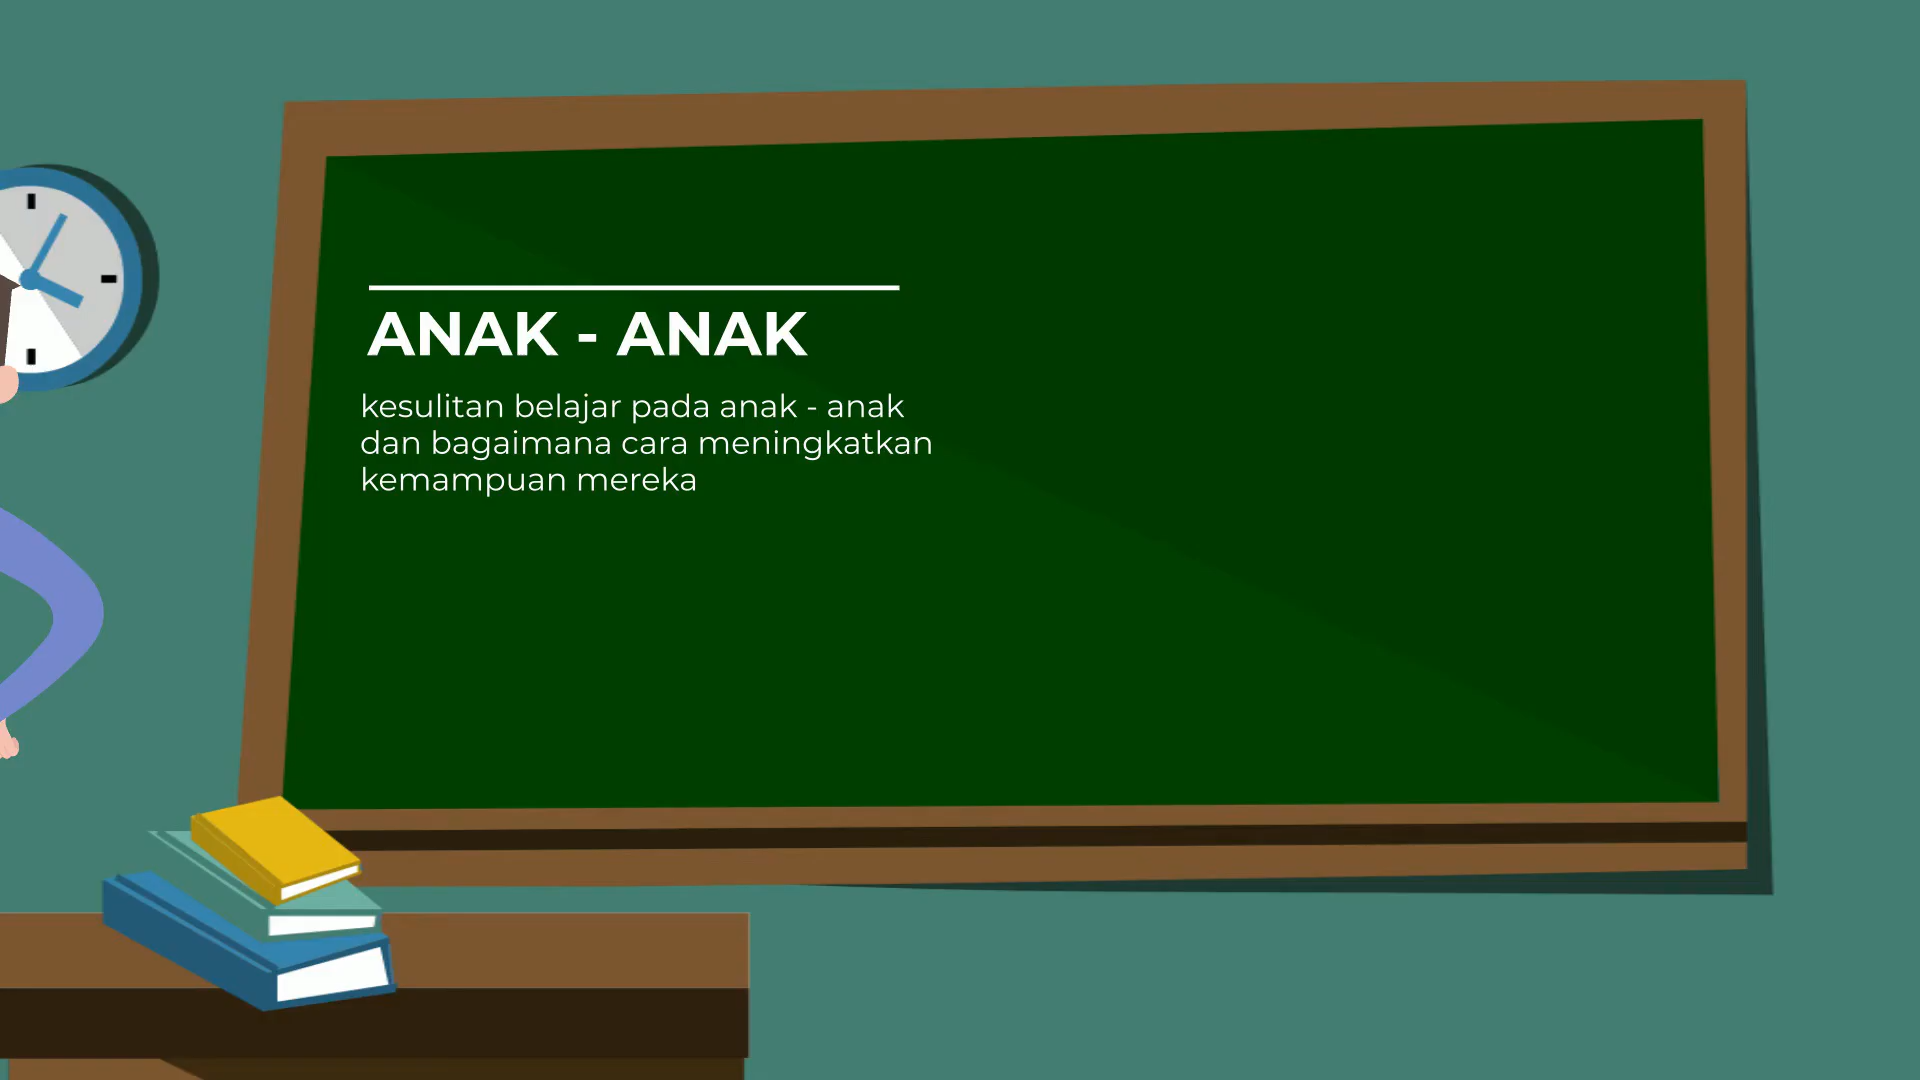 ANAK - ANAK
kesulitan belajar pada anak - anak
dan bagaimana cara meningkatkan
kemampuan mereka